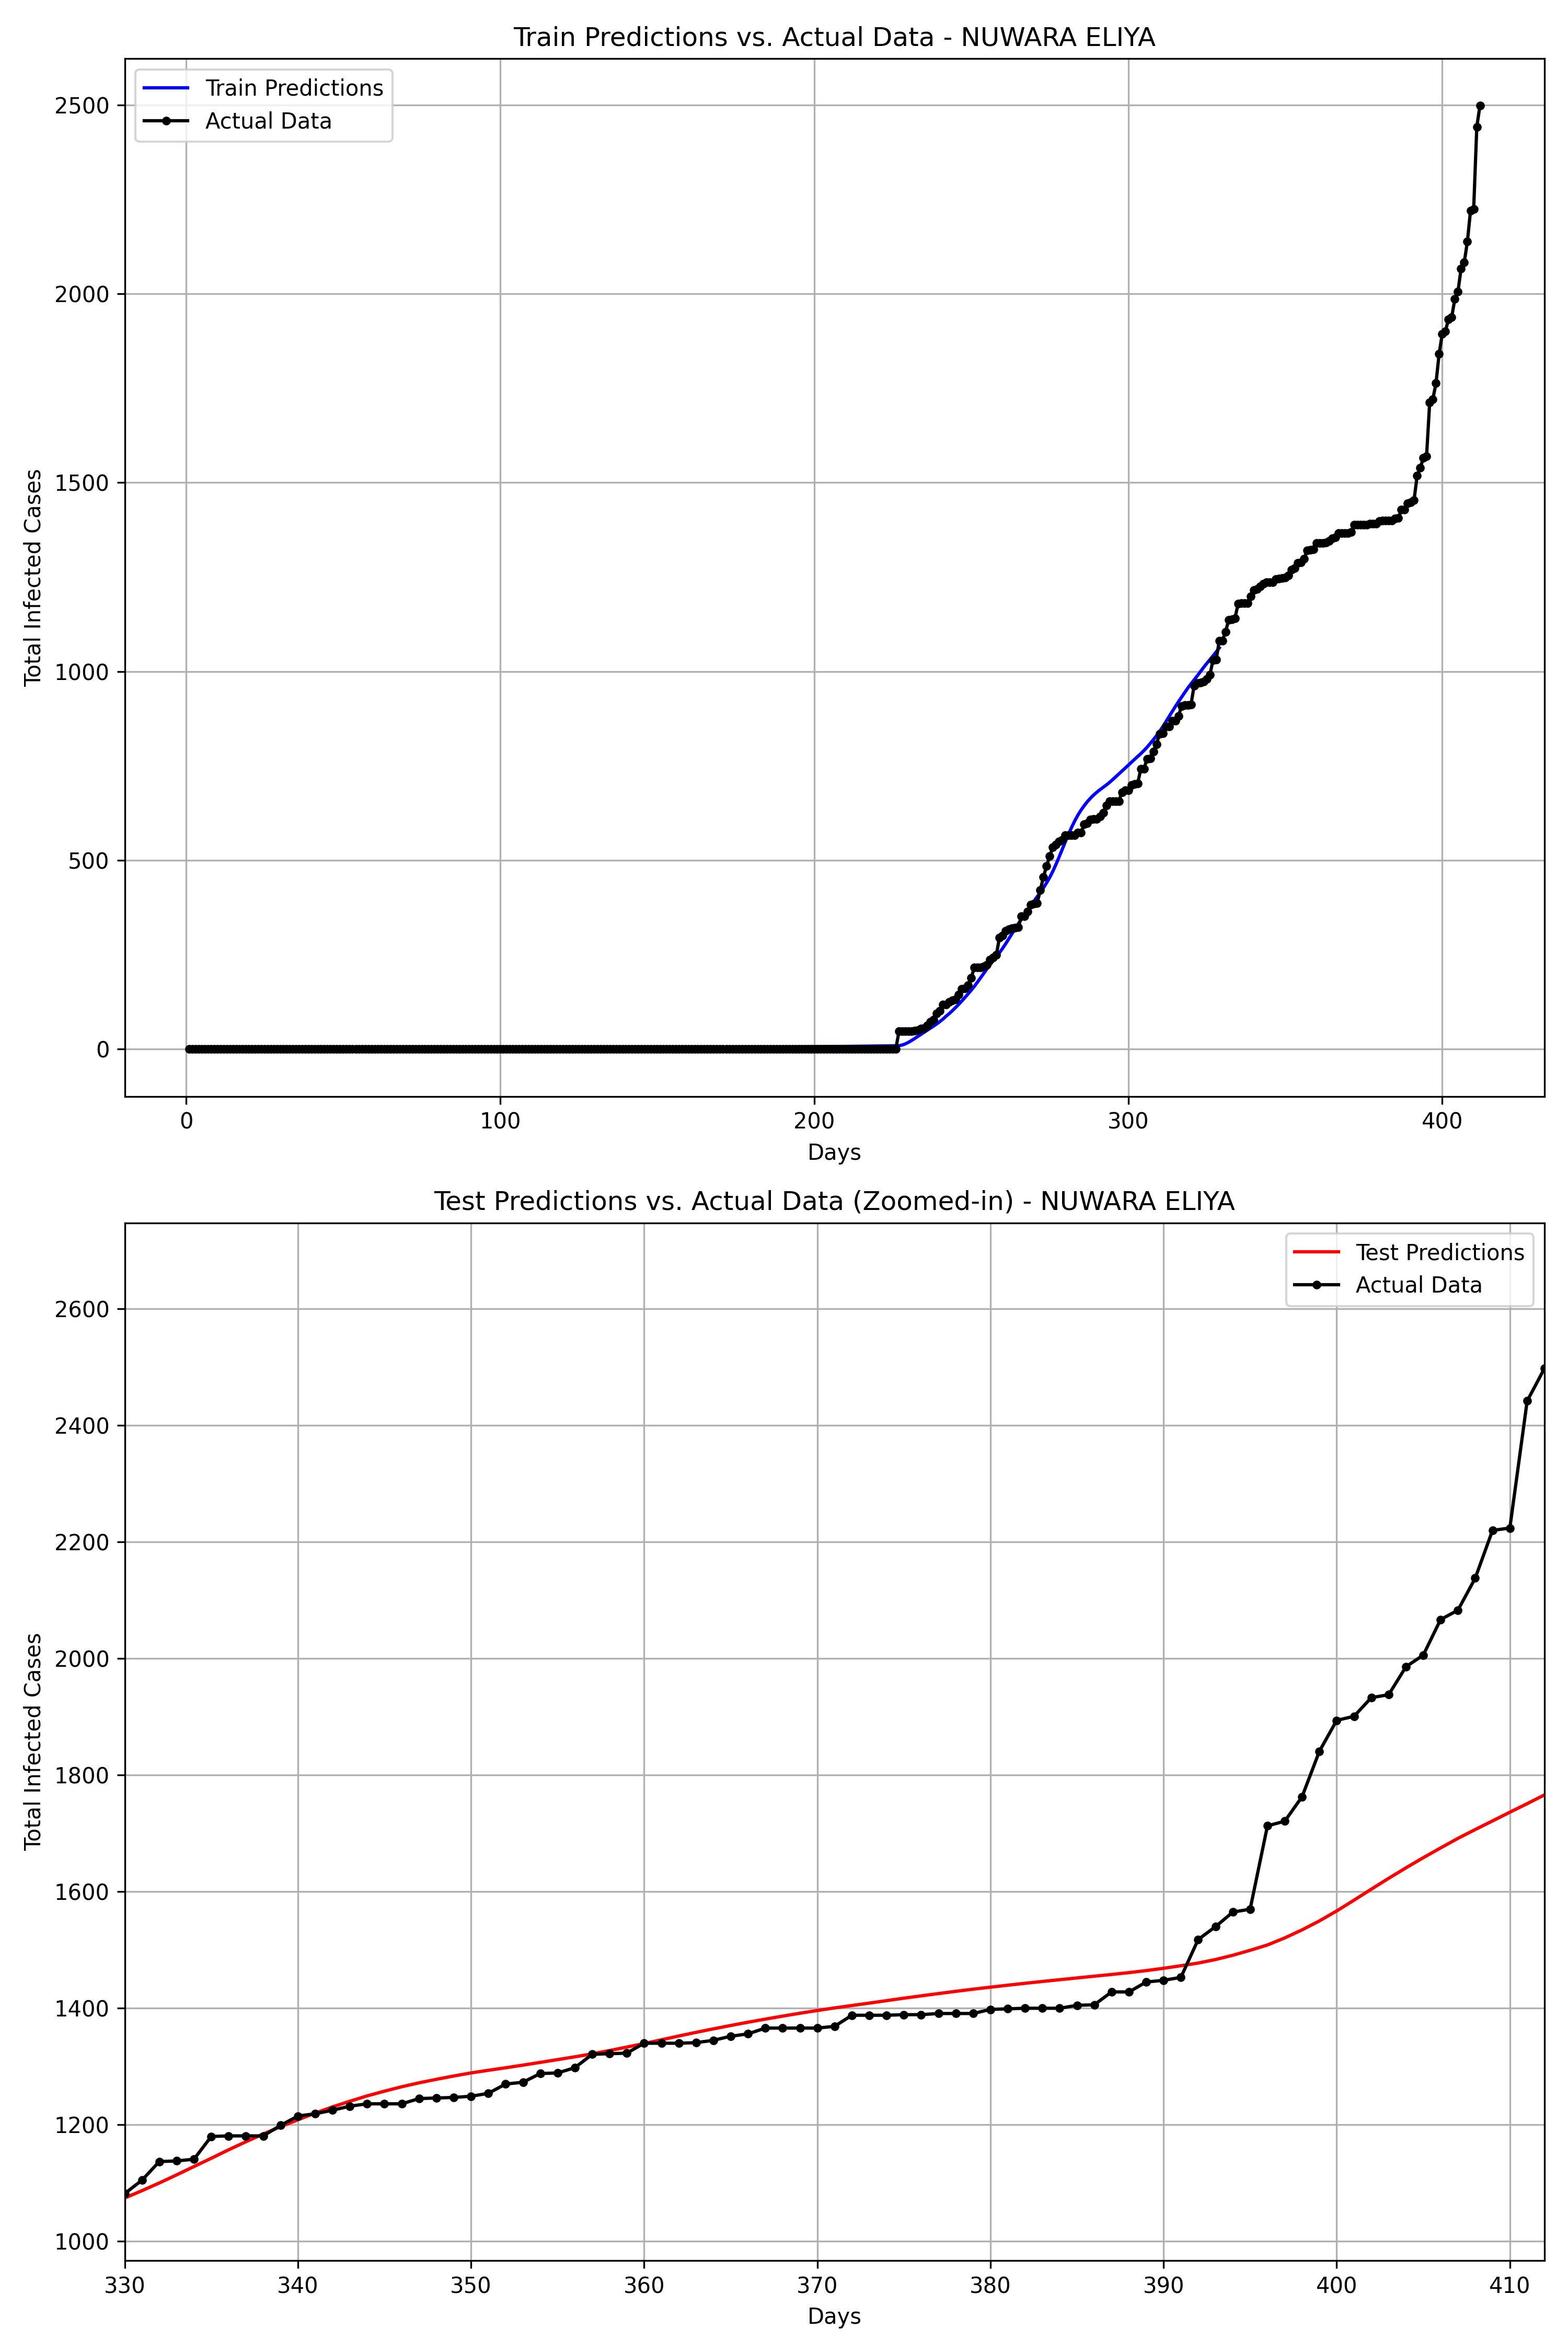 Train Predictions vs. Actual Data - NUWARA ELIYA
Train Predictions
Actual Data
Total Infected Cases
2500
2000
1500
1000
500
0
0 100 200 300 400
Days
Test Predictions vs. Actual Data (Zoomed-in) - NUWARA ELIYA
Test Predictions
Actual Data
Total Infected Cases
2600
2400
2200
2000
1800
1600
1400
1200
1000
330 340 350 360 370 380 390 400 410
Days